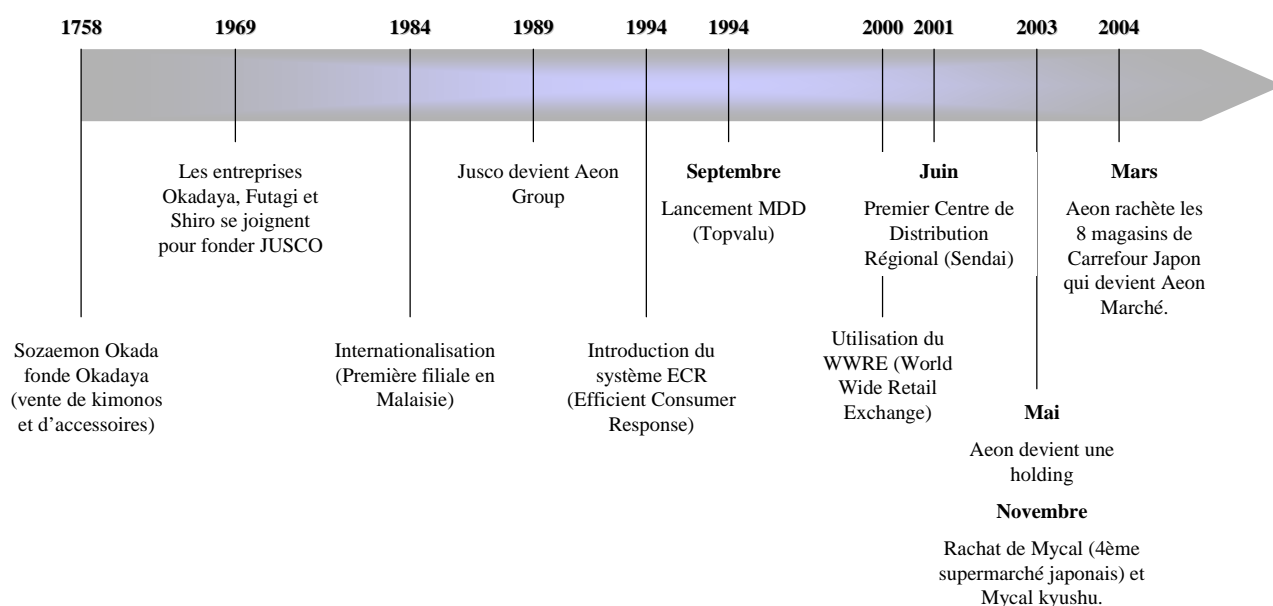 1758
1969
1984
1989
1994
1994
2000
2001
2003
2004
Les entreprises
Okadaya, Futagi et
Shiro se joignent
pour fonder JUSCO
Jusco devient Aeon
Group
Septembre
Lancement MDD
(Topvalu)
Juin
Premier Centre de
Distribution
Régional (Sendai)
Mars
Aeon rachète les
8 magasins de
Carrefour Japon
qui devient Aeon
Marché.
Sozaemon Okada
fonde Okadaya
(vente de kimonos
et d’accessoires)
Internationalisation
(Première filiale en
Malaisie)
Introduction du
système ECR
(Efficient Consumer
Response)
Utilisation du
WWRE (World
Wide Retail
Exchange)
Mai
Aeon devient une
holding
Novembre
Rachat de Mycal (4ème
supermarché japonais) et
Mycal kyushu.